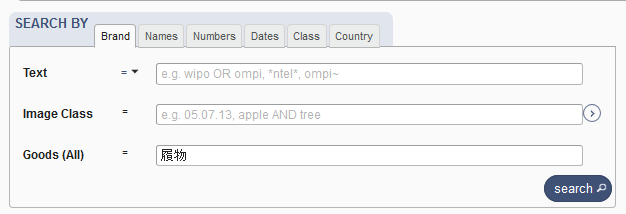 SEARCH BY Brand Names Numbers Dates Class Country
Text = e.g. wipo OR ompi, *ntel*, ompi~
Image Class = e.g. 05.07.13, apple AND tree
Goods (All) = 履物
search